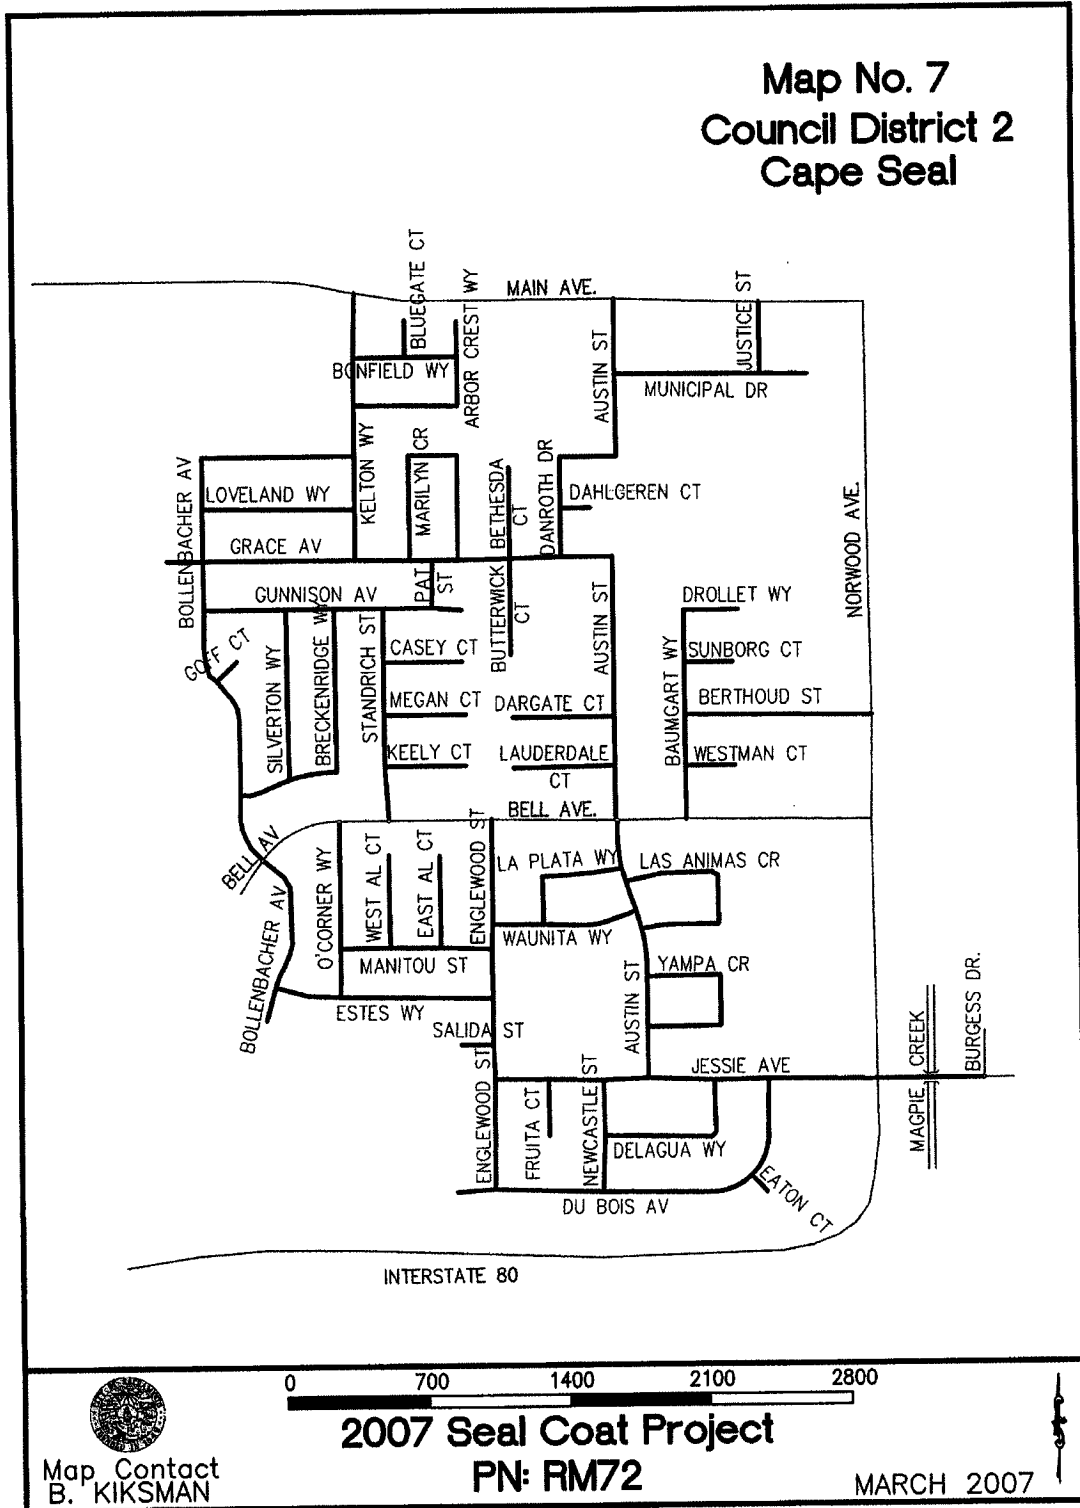 Map No. 7
Council District 2
Cape Seal
MAIN AVE.
BLUEGATE CT
ARBOR CREST WY
JUSTICE ST
BONFIELD WY
AUSTIN ST
MUNICIPAL DR
KELTON WY
MARILYN CR
BOLLENBACHER AV
LOVELAND WY
BETHESDA
CT
DANROTH DR
DAHLGEREN CT
GRACE AV
NORWOOD AVE.
GUNNISON AV
PAT
ST
BUTTERWICK
CT
AUSTIN ST
DROLLET WY
GOFF CT
SILVERTON WY
BRECKENRIDGE WY
STANDRICH ST
CASEY CT
BAUMGART WY
SUNBORG CT
MEGAN CT
DARGATE CT
BERTHOUD ST
KEELY CT
LAUDERDALE
CT
WESTMAN CT
BELL AVE.
BELL AV
O'CORNER WY
WEST AL CT
EAST AL CT
ENGLEWOOD ST
LA PLATA WY
LAS ANIMAS CR
BOLLENBACHER AV
WAUNITA WY
MANITOU ST
AUSTIN ST
YAMPA CR
ESTES WY
SALIDA ST
JESSIE AVE
MAGPIE CREEK
BURGESS DR.
ENGLEWOOD ST
FRUITA CT
NEWCASTLE ST
DELAGUA WY
EATON CT
DU BOIS AV
INTERSTATE 80
0 700 1400 2100 2800
2007 Seal Coat Project
PN: RM72
Map Contact
B. KIKSMAN
MARCH 2007